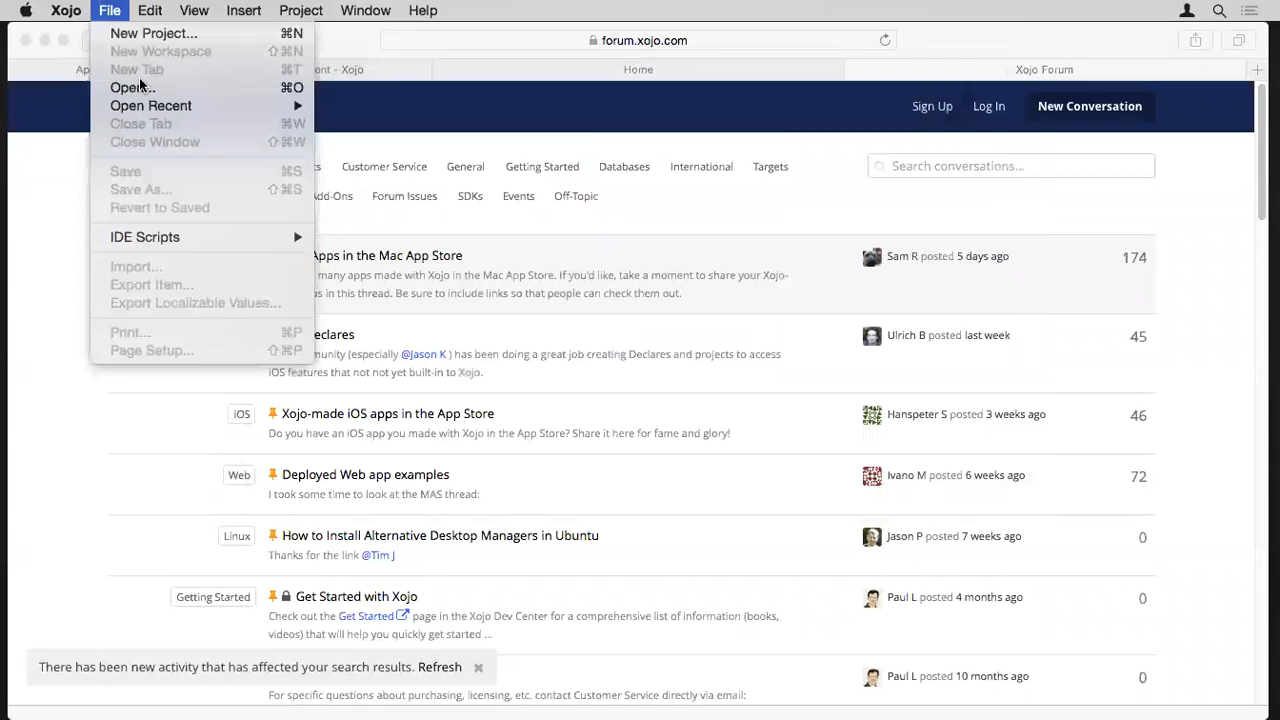 Xojo File Edit View Insert Project Window Help
New Project... ⌘N
New Workspace ⇧⌘N
New Tab ⌘T
Open... ⌘O
Open Recent
Close Tab ⌘W
Close Window ⇧⌘W
Save ⌘S
Save As... ⇧⌘S
Revert to Saved
IDE Scripts
Import...
Export Item...
Export Localizable Values...
Print... ⌘P
Page Setup... ⇧⌘P
forum.xojo.com
- Xojo Home Xojo Forum
Sign Up Log In New Conversation
Customer Service General Getting Started Databases International Targets
Search conversations...
Add-Ons Forum Issues SDKs Events Off-Topic
Apps in the Mac App Store Sam R posted 5 days ago 174
many apps made with Xojo in the Mac App Store. If you'd like, take a moment to share your Xojo-
in this thread. Be sure to include links so that people can check them out.
Declares Ulrich B posted last week 45
(especially @Jason K ) has been doing a great job creating Declares and projects to access
iOS features that not yet built-in to Xojo.
iOS Xojo-made iOS apps in the App Store Hanspeter S posted 3 weeks ago 46
Do you have an iOS app you made with Xojo in the App Store? Share it here for fame and glory!
Web Deployed Web app examples Ivano M posted 6 weeks ago 72
I took some time to look at the MAS thread:
Linux How to Install Alternative Desktop Managers in Ubuntu Jason P posted 7 weeks ago 0
Thanks for the link @Tim J
Getting Started Get Started with Xojo Paul L posted 4 months ago 0
Check out the Get Started page in the Xojo Dev Center for a comprehensive list of information (books,
videos) that will help you quickly get started ...
There has been new activity that has affected your search results. Refresh
Paul L posted 10 months ago 0
For specific questions about purchasing, licensing, etc. contact Customer Service directly via email: